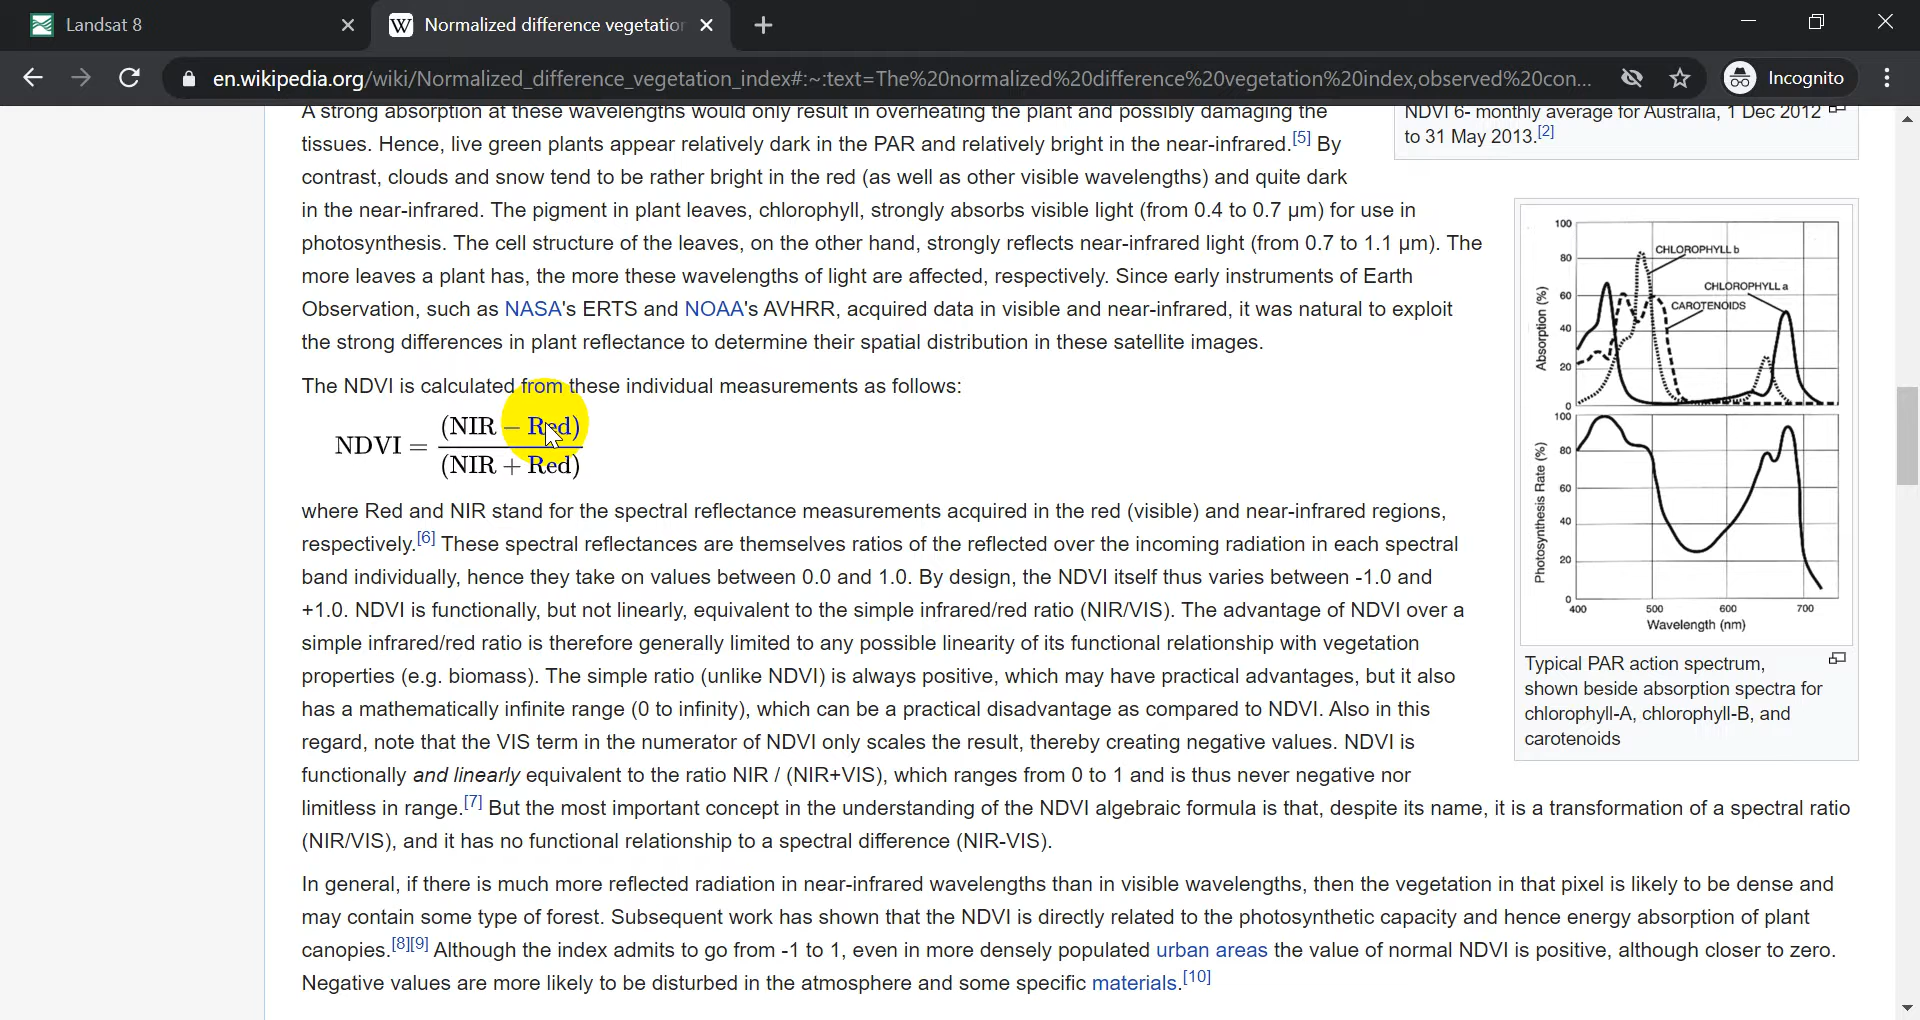 Landsat 8
Normalized difference vegetation
en.wikipedia.org/wiki/Normalized_difference_vegetation_index#:~:text=The%20normalized%20difference%20vegetation%20index,observed%20con...
Incognito
A strong absorption at these wavelengths would only result in overheating the plant and possibly damaging the
tissues. Hence, live green plants appear relatively dark in the PAR and relatively bright in the near-infrared.[5] By
contrast, clouds and snow tend to be rather bright in the red (as well as other visible wavelengths) and quite dark
in the near-infrared. The pigment in plant leaves, chlorophyll, strongly absorbs visible light (from 0.4 to 0.7 µm) for use in
photosynthesis. The cell structure of the leaves, on the other hand, strongly reflects near-infrared light (from 0.7 to 1.1 µm). The
more leaves a plant has, the more these wavelengths of light are affected, respectively. Since early instruments of Earth
Observation, such as NASA's ERTS and NOAA's AVHRR, acquired data in visible and near-infrared, it was natural to exploit
the strong differences in plant reflectance to determine their spatial distribution in these satellite images.
The NDVI is calculated from these individual measurements as follows:
(NIR − Red)
NDVI =
(NIR + Red)
where Red and NIR stand for the spectral reflectance measurements acquired in the red (visible) and near-infrared regions,
respectively.[6] These spectral reflectances are themselves ratios of the reflected over the incoming radiation in each spectral
band individually, hence they take on values between 0.0 and 1.0. By design, the NDVI itself thus varies between -1.0 and
+1.0. NDVI is functionally, but not linearly, equivalent to the simple infrared/red ratio (NIR/VIS). The advantage of NDVI over a
simple infrared/red ratio is therefore generally limited to any possible linearity of its functional relationship with vegetation
properties (e.g. biomass). The simple ratio (unlike NDVI) is always positive, which may have practical advantages, but it also
has a mathematically infinite range (0 to infinity), which can be a practical disadvantage as compared to NDVI. Also in this
regard, note that the VIS term in the numerator of NDVI only scales the result, thereby creating negative values. NDVI is
functionally and linearly equivalent to the ratio NIR / (NIR+VIS), which ranges from 0 to 1 and is thus never negative nor
limitless in range.[7] But the most important concept in the understanding of the NDVI algebraic formula is that, despite its name, it is a transformation of a spectral ratio
(NIR/VIS), and it has no functional relationship to a spectral difference (NIR-VIS).
In general, if there is much more reflected radiation in near-infrared wavelengths than in visible wavelengths, then the vegetation in that pixel is likely to be dense and
may contain some type of forest. Subsequent work has shown that the NDVI is directly related to the photosynthetic capacity and hence energy absorption of plant
canopies.[8][9] Although the index admits to go from -1 to 1, even in more densely populated urban areas the value of normal NDVI is positive, although closer to zero.
Negative values are more likely to be disturbed in the atmosphere and some specific materials.[10]
NDVI 6- monthly average for Australia, 1 Dec 2012
to 31 May 2013.[2]
100
80
60
40
20
0
Absorption (%)
CHLOROPHYLL b
CHLOROPHYLL a
CAROTENOIDS
100
80
60
40
20
0
Photosynthesis Rate (%)
400 500 600 700
Wavelength (nm)
Typical PAR action spectrum,
shown beside absorption spectra for
chlorophyll-A, chlorophyll-B, and
carotenoids